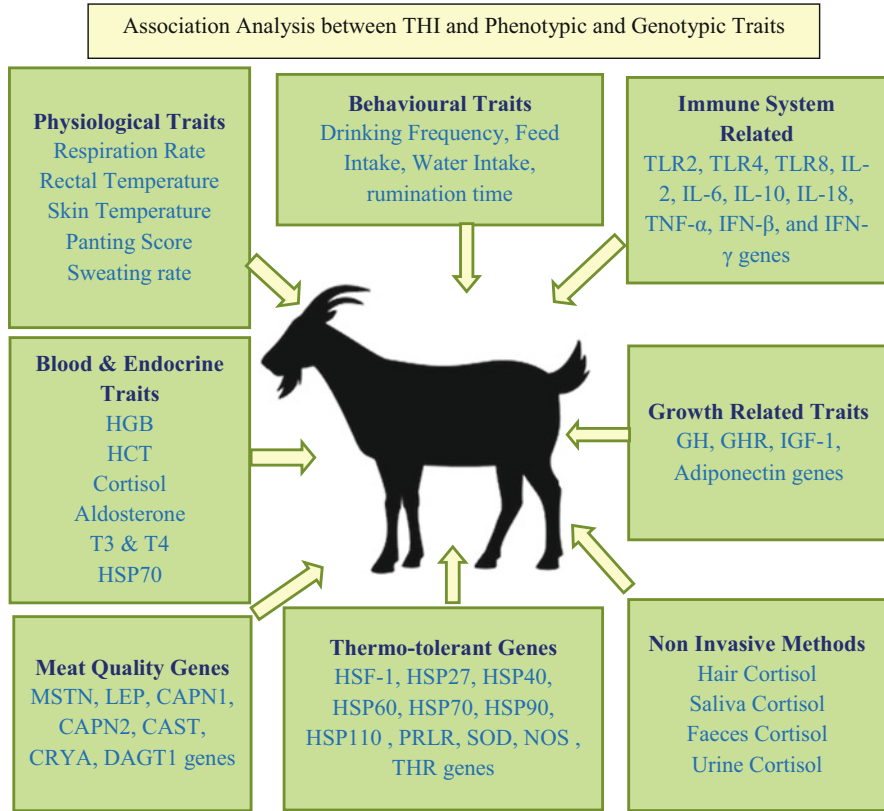 Association Analysis between THI and Phenotypic and Genotypic Traits
Physiological Traits
Respiration Rate
Rectal Temperature
Skin Temperature
Panting Score
Sweating rate
Behavioural Traits
Drinking Frequency, Feed
Intake, Water Intake,
rumination time
Immune System
Related
TLR2, TLR4, TLR8, IL-
2, IL-6, IL-10, IL-18,
TNF-α, IFN-β, and IFN-
γ genes
Blood & Endocrine
Traits
HGB
HCT
Cortisol
Aldosterone
T3 & T4
HSP70
Growth Related Traits
GH, GHR, IGF-1,
Adiponectin genes
Meat Quality Genes
MSTN, LEP, CAPN1,
CAPN2, CAST,
CRYA, DAGT1 genes
Thermo-tolerant Genes
HSF-1, HSP27, HSP40,
HSP60, HSP70, HSP90,
HSP110 , PRLR, SOD, NOS ,
THR genes
Non Invasive Methods
Hair Cortisol
Saliva Cortisol
Faeces Cortisol
Urine Cortisol